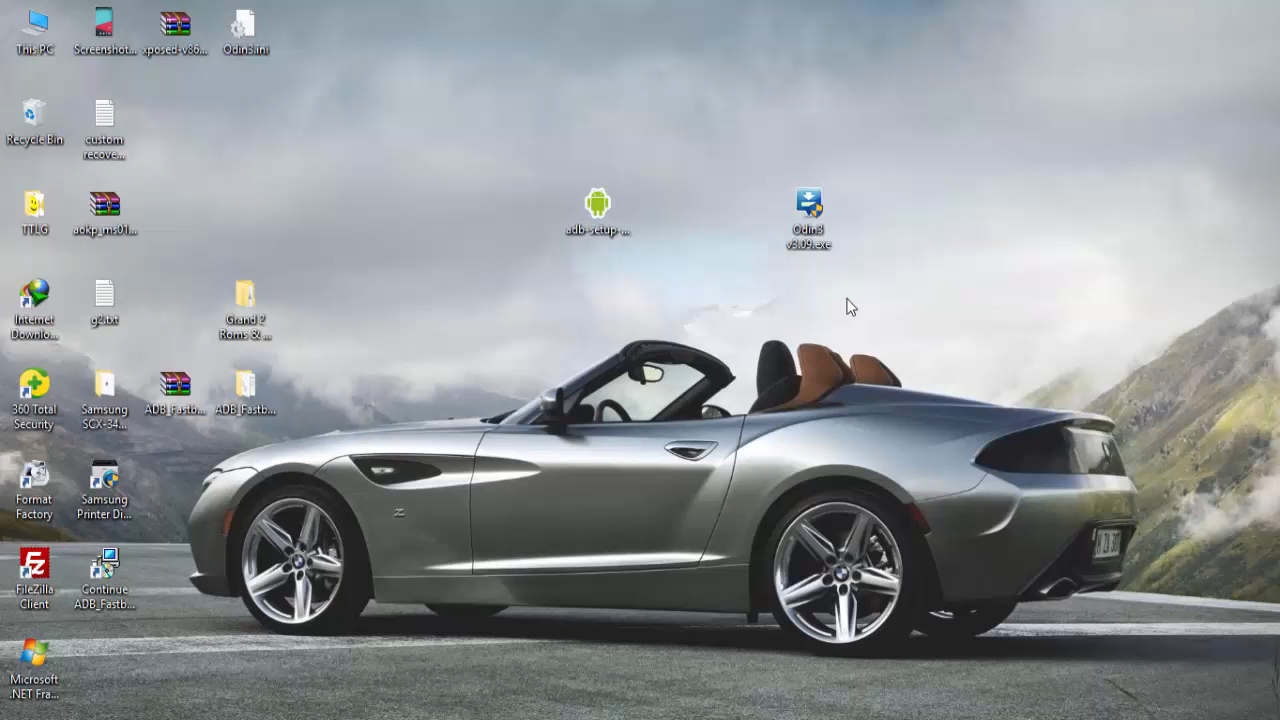 This PC
Screenshot...
xposed-v86...
Odin3.ini
Recycle Bin
custom
recove...
TTLG
aokp_ms01...
adb-setup-...
Odin3
v3.09.exe
Internet
Downlo...
g2.txt
Grand 2
Roms & ...
360 Total
Security
Samsung
SCX-34...
ADB_Fastb...
ADB_Fastb...
Format
Factory
Samsung
Printer Di...
FileZilla
Client
Continue
ADB_Fastb...
Microsoft
.NET Fra...